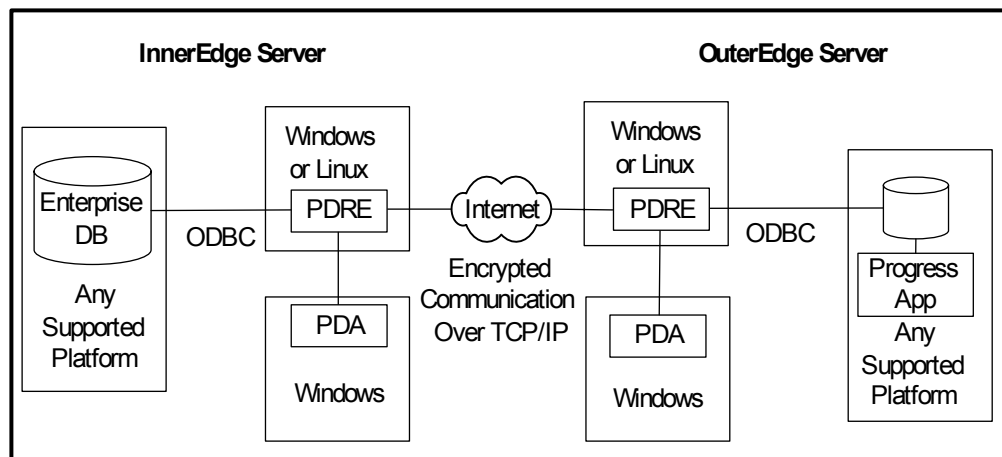 InnerEdge Server
OuterEdge Server
Enterprise
DB
Any
Supported
Platform
ODBC
Windows
or Linux
PDRE
PDA
Windows
Internet
Encrypted
Communication
Over TCP/IP
Windows
or Linux
PDRE
PDA
Windows
ODBC
Progress
App
Any
Supported
Platform